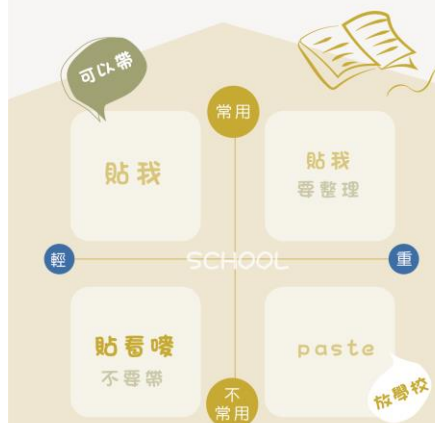 可以帶
常用
貼我
貼我
要整理
輕
SCHOOL
重
貼看嘜
不要帶
paste
不
常用
放學校